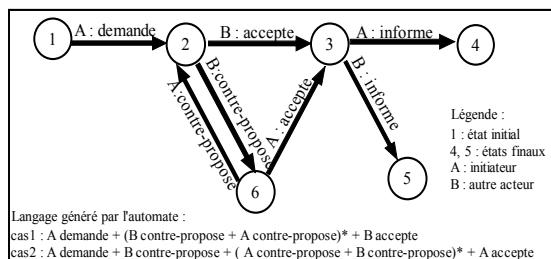 1
A : demande
2
B : accepte
3
A : informe
4
B:contre-propose
A:contre-propose
A : accepte
B : informe
6
5
Légende :
1 : état initial
4, 5 : états finaux
A : initiateur
B : autre acteur
Langage généré par l'automate :
cas1 : A demande + (B contre-propose + A contre-propose)* + B accepte
cas2 : A demande + B contre-propose + ( A contre-propose + B contre-propose)* + A accepte